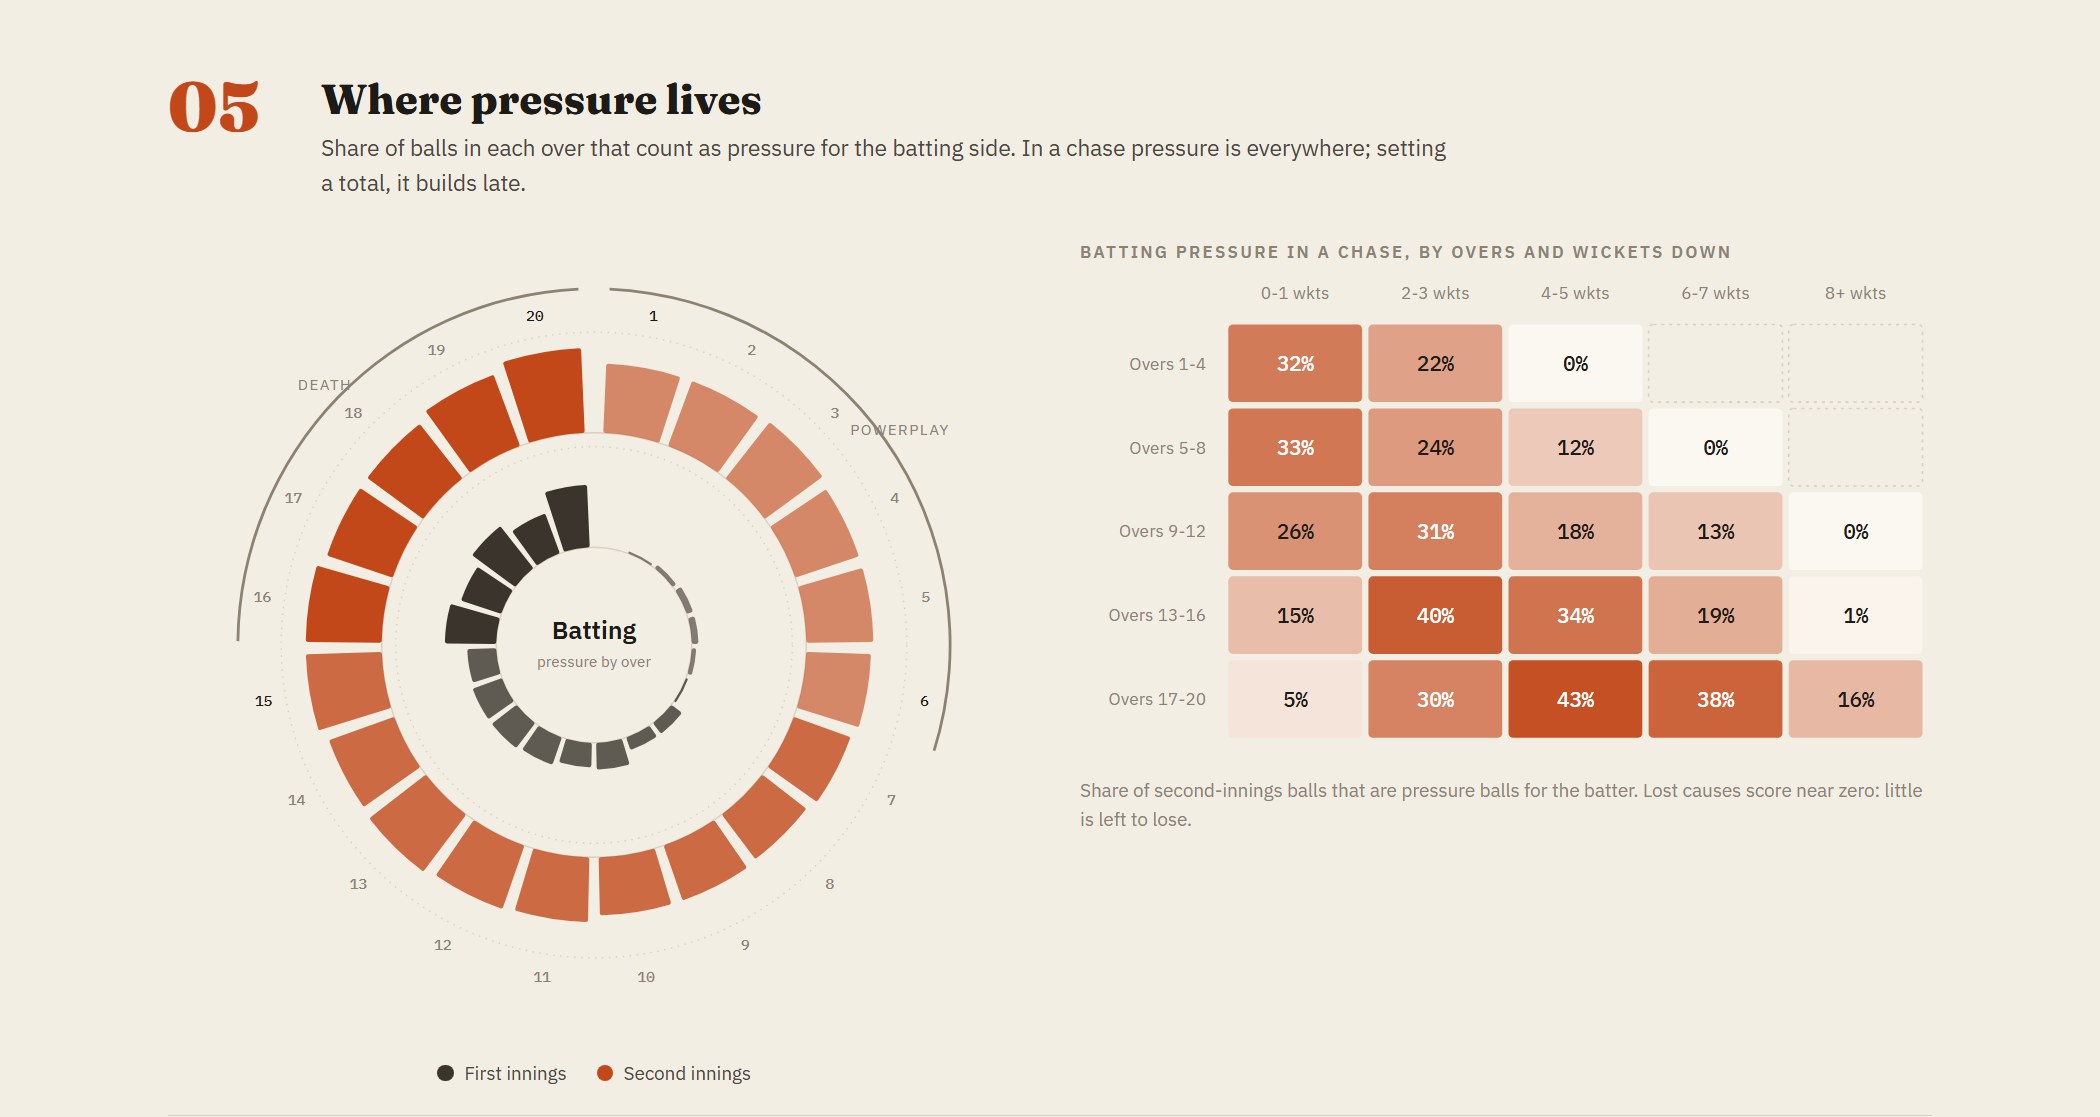 05
Where pressure lives
Share of balls in each over that count as pressure for the batting side. In a chase pressure is everywhere; setting
a total, it builds late.
20
1
19
2
DEATH
18
3
POWERPLAY
17
4
16
5
15
6
14
7
13
8
12
9
11
10
Batting
pressure by over
First innings
Second innings
BATTING PRESSURE IN A CHASE, BY OVERS AND WICKETS DOWN
0-1 wkts 2-3 wkts 4-5 wkts 6-7 wkts 8+ wkts
Overs 1-4 32% 22% 0%
Overs 5-8 33% 24% 12% 0%
Overs 9-12 26% 31% 18% 13% 0%
Overs 13-16 15% 40% 34% 19% 1%
Overs 17-20 5% 30% 43% 38% 16%
Share of second-innings balls that are pressure balls for the batter. Lost causes score near zero: little
is left to lose.